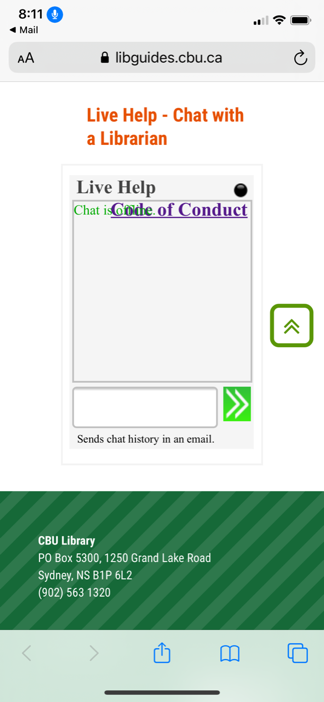 8:11
Mail
AA
libguides.cbu.ca
Live Help - Chat with
a Librarian
Live Help
Chat is offline.
Code of Conduct
Sends chat history in an email.
CBU Library
PO Box 5300, 1250 Grand Lake Road
Sydney, NS B1P 6L2
(902) 563 1320